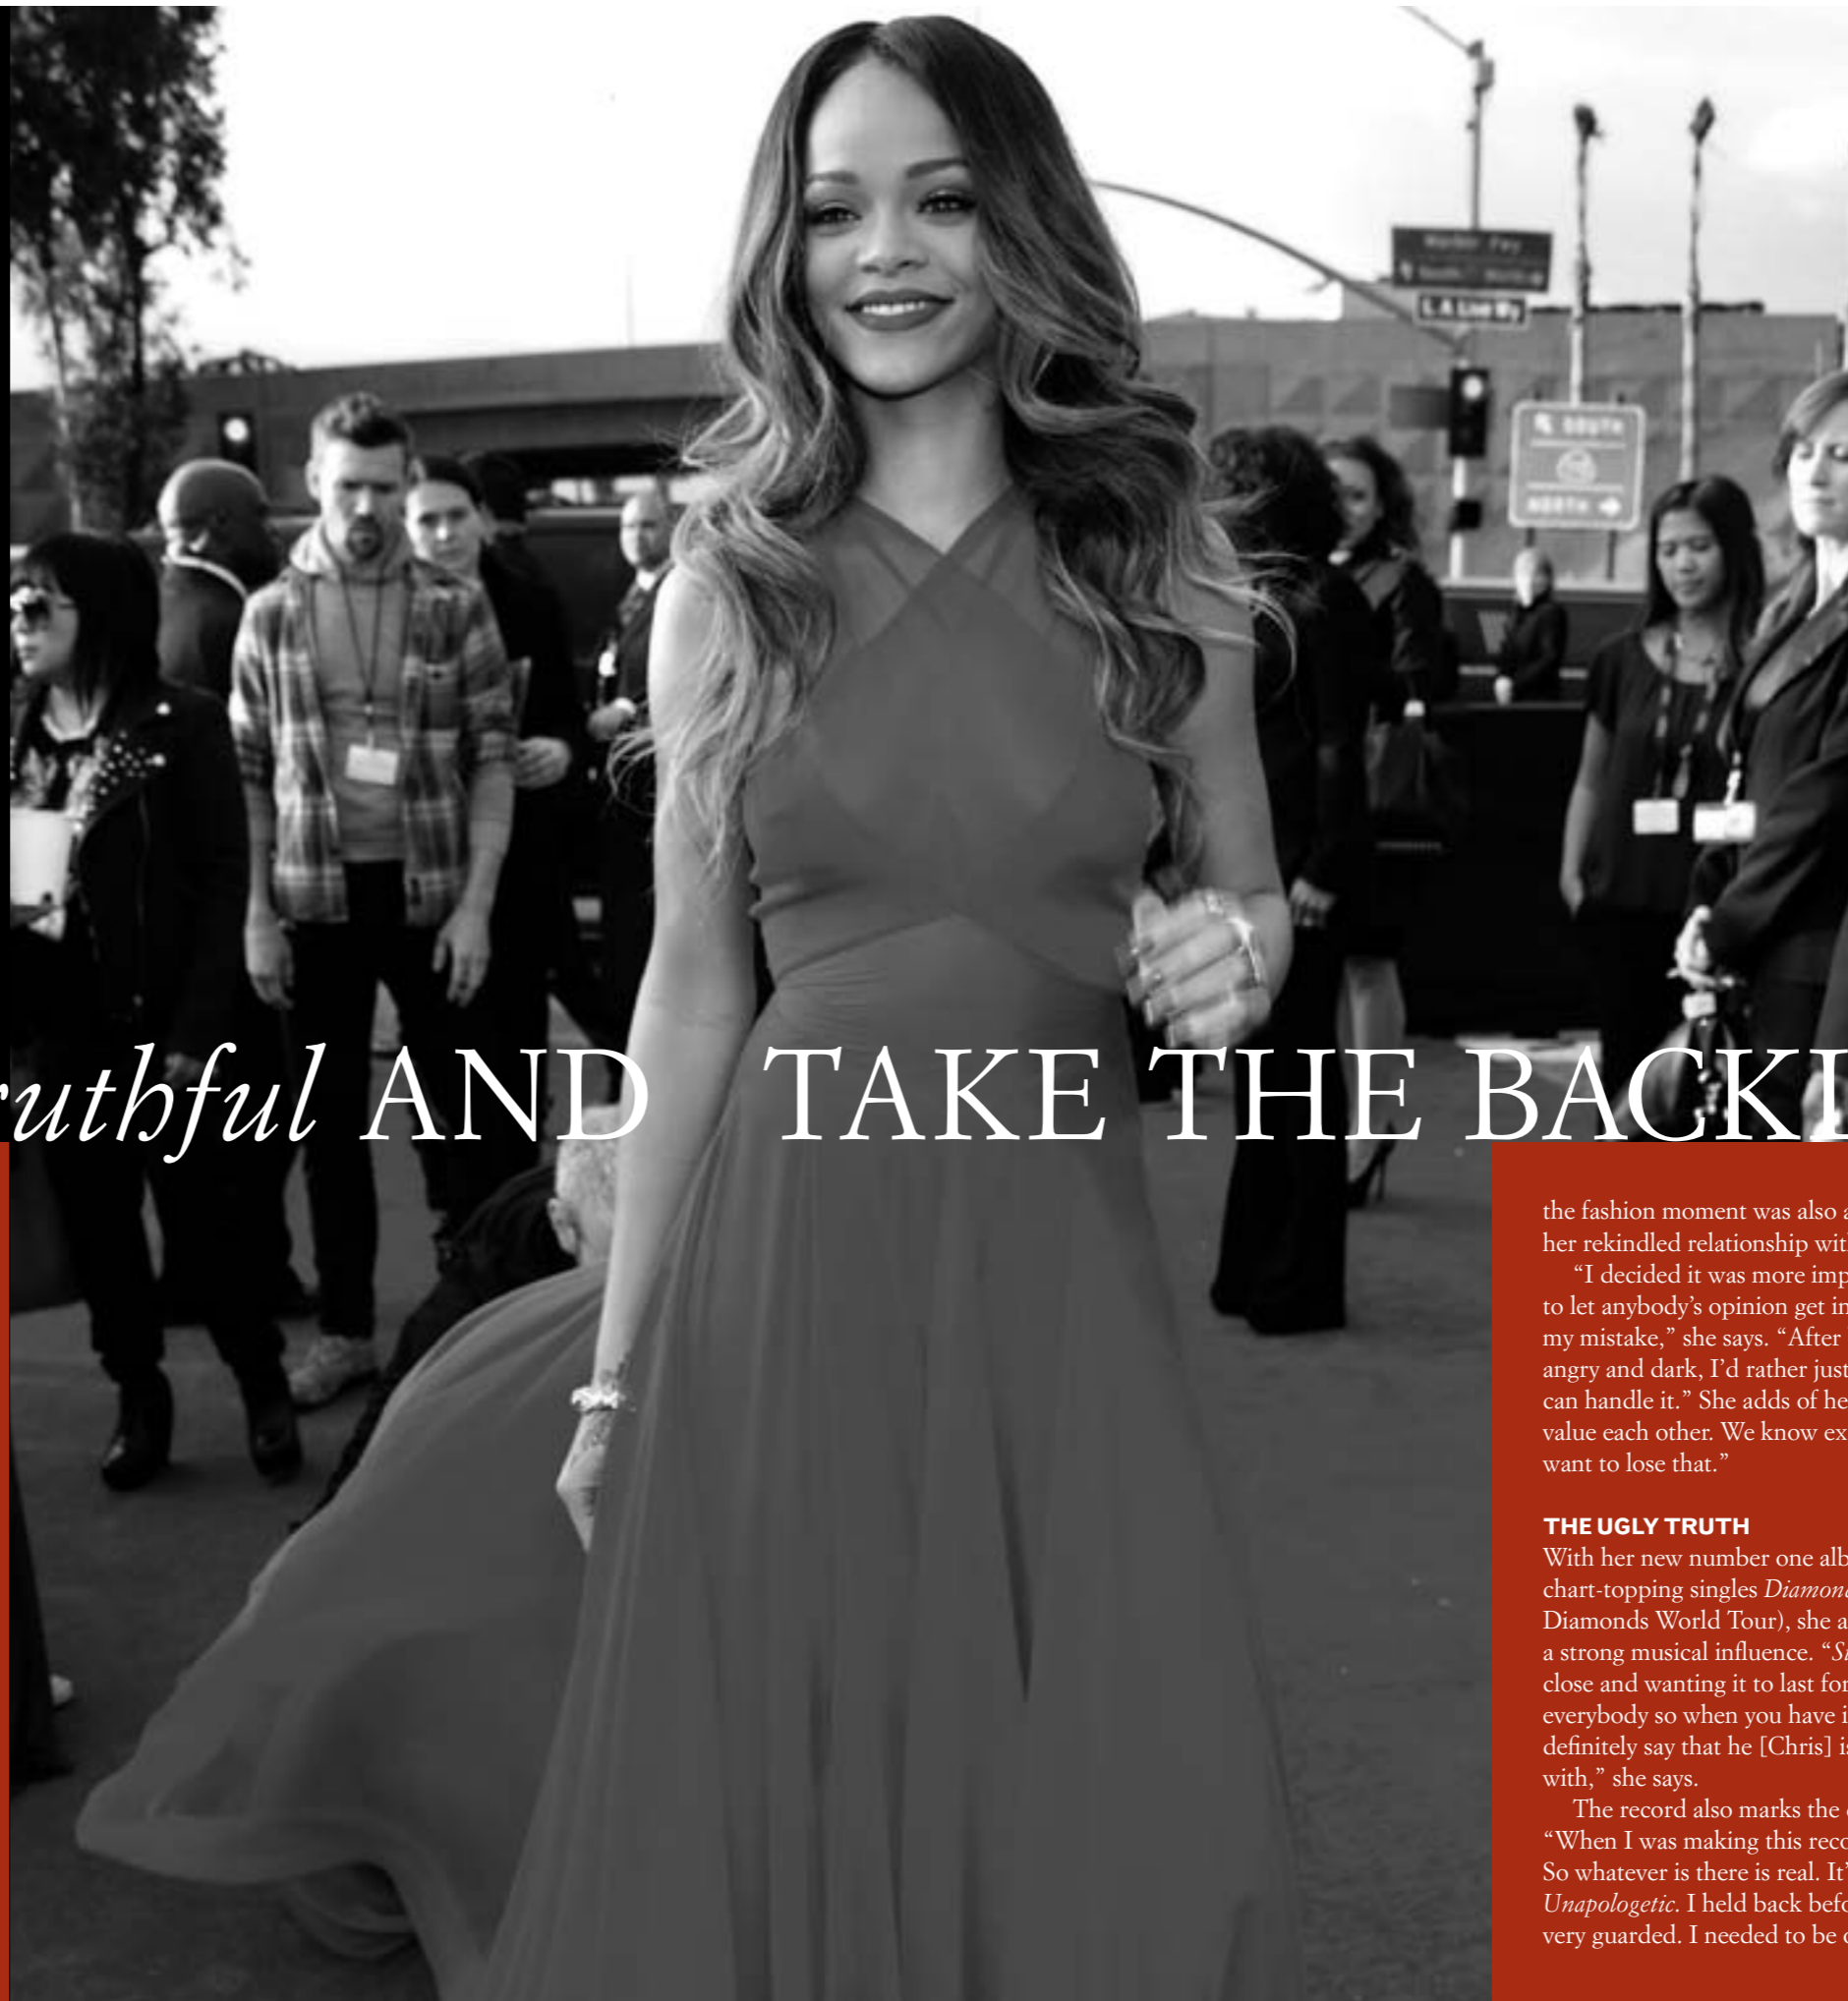 L.A Live Wy
SOUTH
NORTH
ruthful AND TAKE THE BACKL
the fashion moment was also a
her rekindled relationship wit
“I decided it was more imp
to let anybody’s opinion get in
my mistake,” she says. “After
angry and dark, I’d rather just
can handle it.” She adds of he
value each other. We know ex
want to lose that.”
THE UGLY TRUTH
With her new number one alb
chart-topping singles Diamond
Diamonds World Tour), she a
a strong musical influence. “S
close and wanting it to last for
everybody so when you have i
definitely say that he [Chris] is
with,” she says.
The record also marks the
“When I was making this reco
So whatever is there is real. It’
Unapologetic. I held back befo
very guarded. I needed to be o